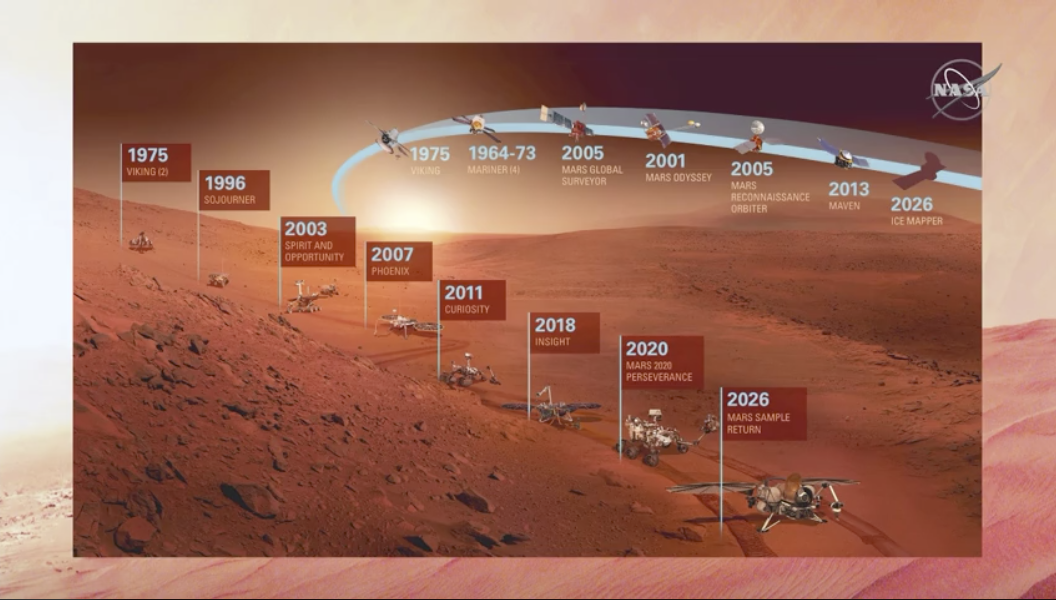 NASA
1975
VIKING (2)
1996
SOJOURNER
2003
SPIRIT AND
OPPORTUNITY
2007
PHOENIX
2011
CURIOSITY
2018
INSIGHT
2020
MARS 2020
PERSEVERANCE
2026
MARS SAMPLE
RETURN
1975
VIKING
1964-73
MARINER (4)
2005
MARS GLOBAL
SURVEYOR
2001
MARS ODYSSEY
2005
MARS
RECONNAISSANCE
ORBITER
2013
MAVEN
2026
ICE MAPPER